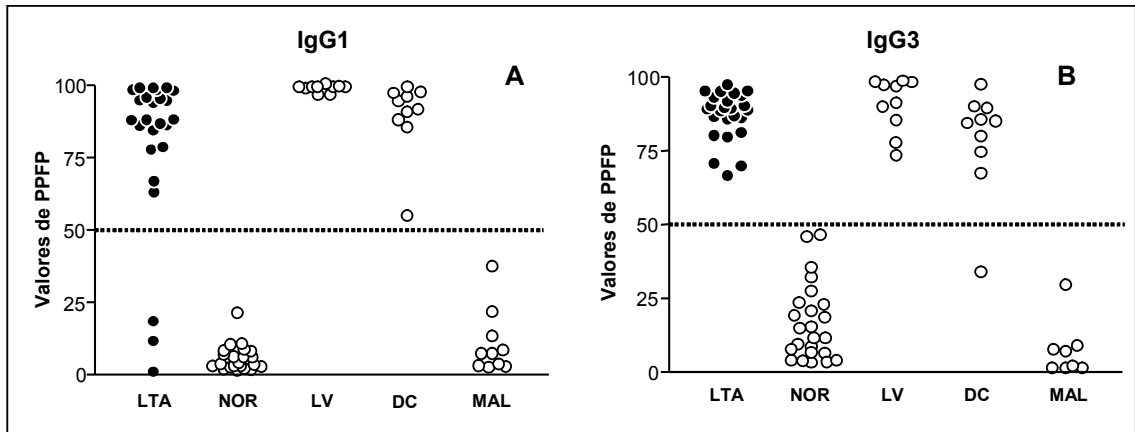 IgG1
A
Valores de PPFP
100
75
50
25
0
LTA NOR LV DC MAL
IgG3
B
Valores de PPFP
100
75
50
25
0
LTA NOR LV DC MAL